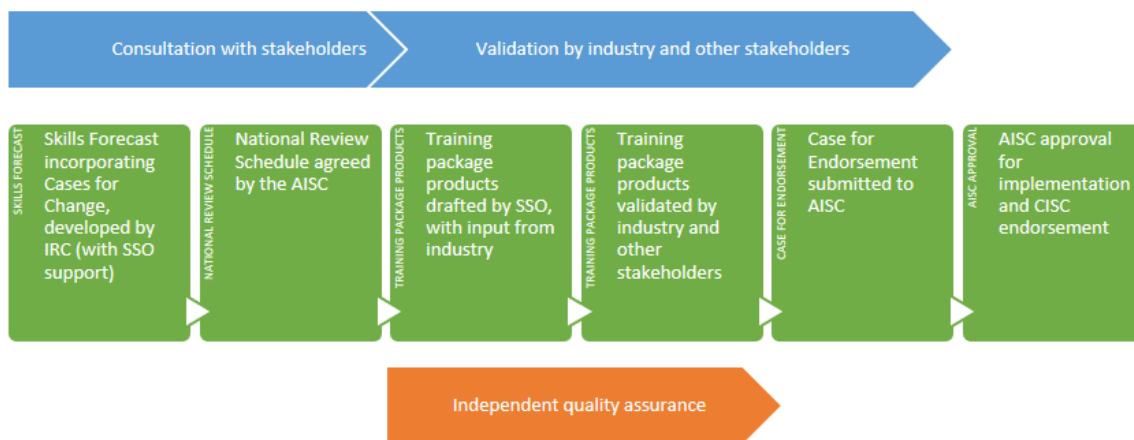 Consultation with stakeholders
Validation by industry and other stakeholders
SKILLS FORECAST
Skills Forecast
incorporating
Cases for
Change,
developed by
IRC (with SSO
support)
NATIONAL REVIEW SCHEDULE
National Review
Schedule agreed
by the AISC
TRAINING PACKAGE PRODUCTS
Training
package
products
drafted by SSO,
with input from
industry
TRAINING PACKAGE PRODUCTS
Training
package
products
validated by
industry and
other
stakeholders
CASE FOR ENDORSEMENT
Case for
Endorsement
submitted to
AISC
AISC APPROVAL
AISC approval
for
implementation
and CISC
endorsement
Independent quality assurance